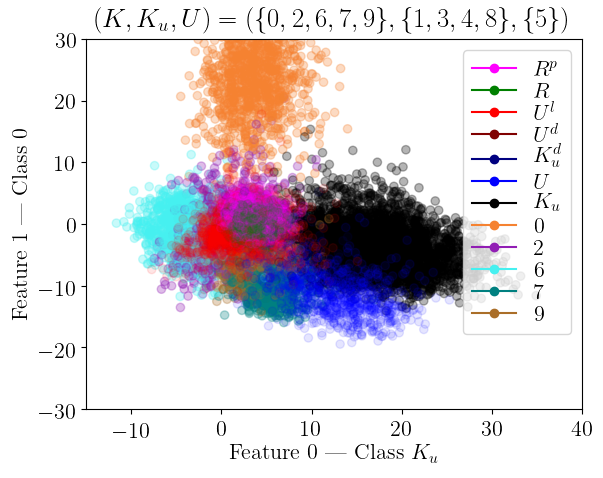 (K, K_u, U) = ({0, 2, 6, 7, 9}, {1, 3, 4, 8}, {5})
30
20
10
0
−10
−20
−30
Feature 1 — Class 0
−10 0 10 20 30 40
Feature 0 — Class K_u
R^p
R
U^l
U^d
K_u^d
U
K_u
0
2
6
7
9